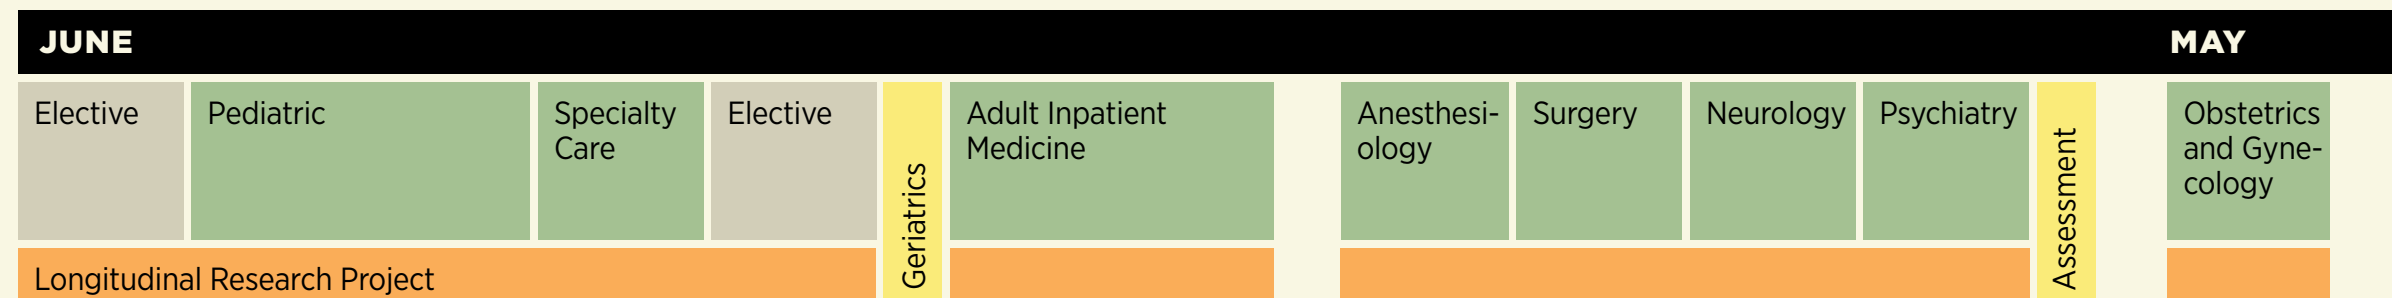 JUNE
MAY
Elective
Pediatric
Specialty
Care
Elective
Geriatrics
Adult Inpatient
Medicine
Anesthesi-
ology
Surgery
Neurology
Psychiatry
Assessment
Obstetrics
and Gyne-
cology
Longitudinal Research Project